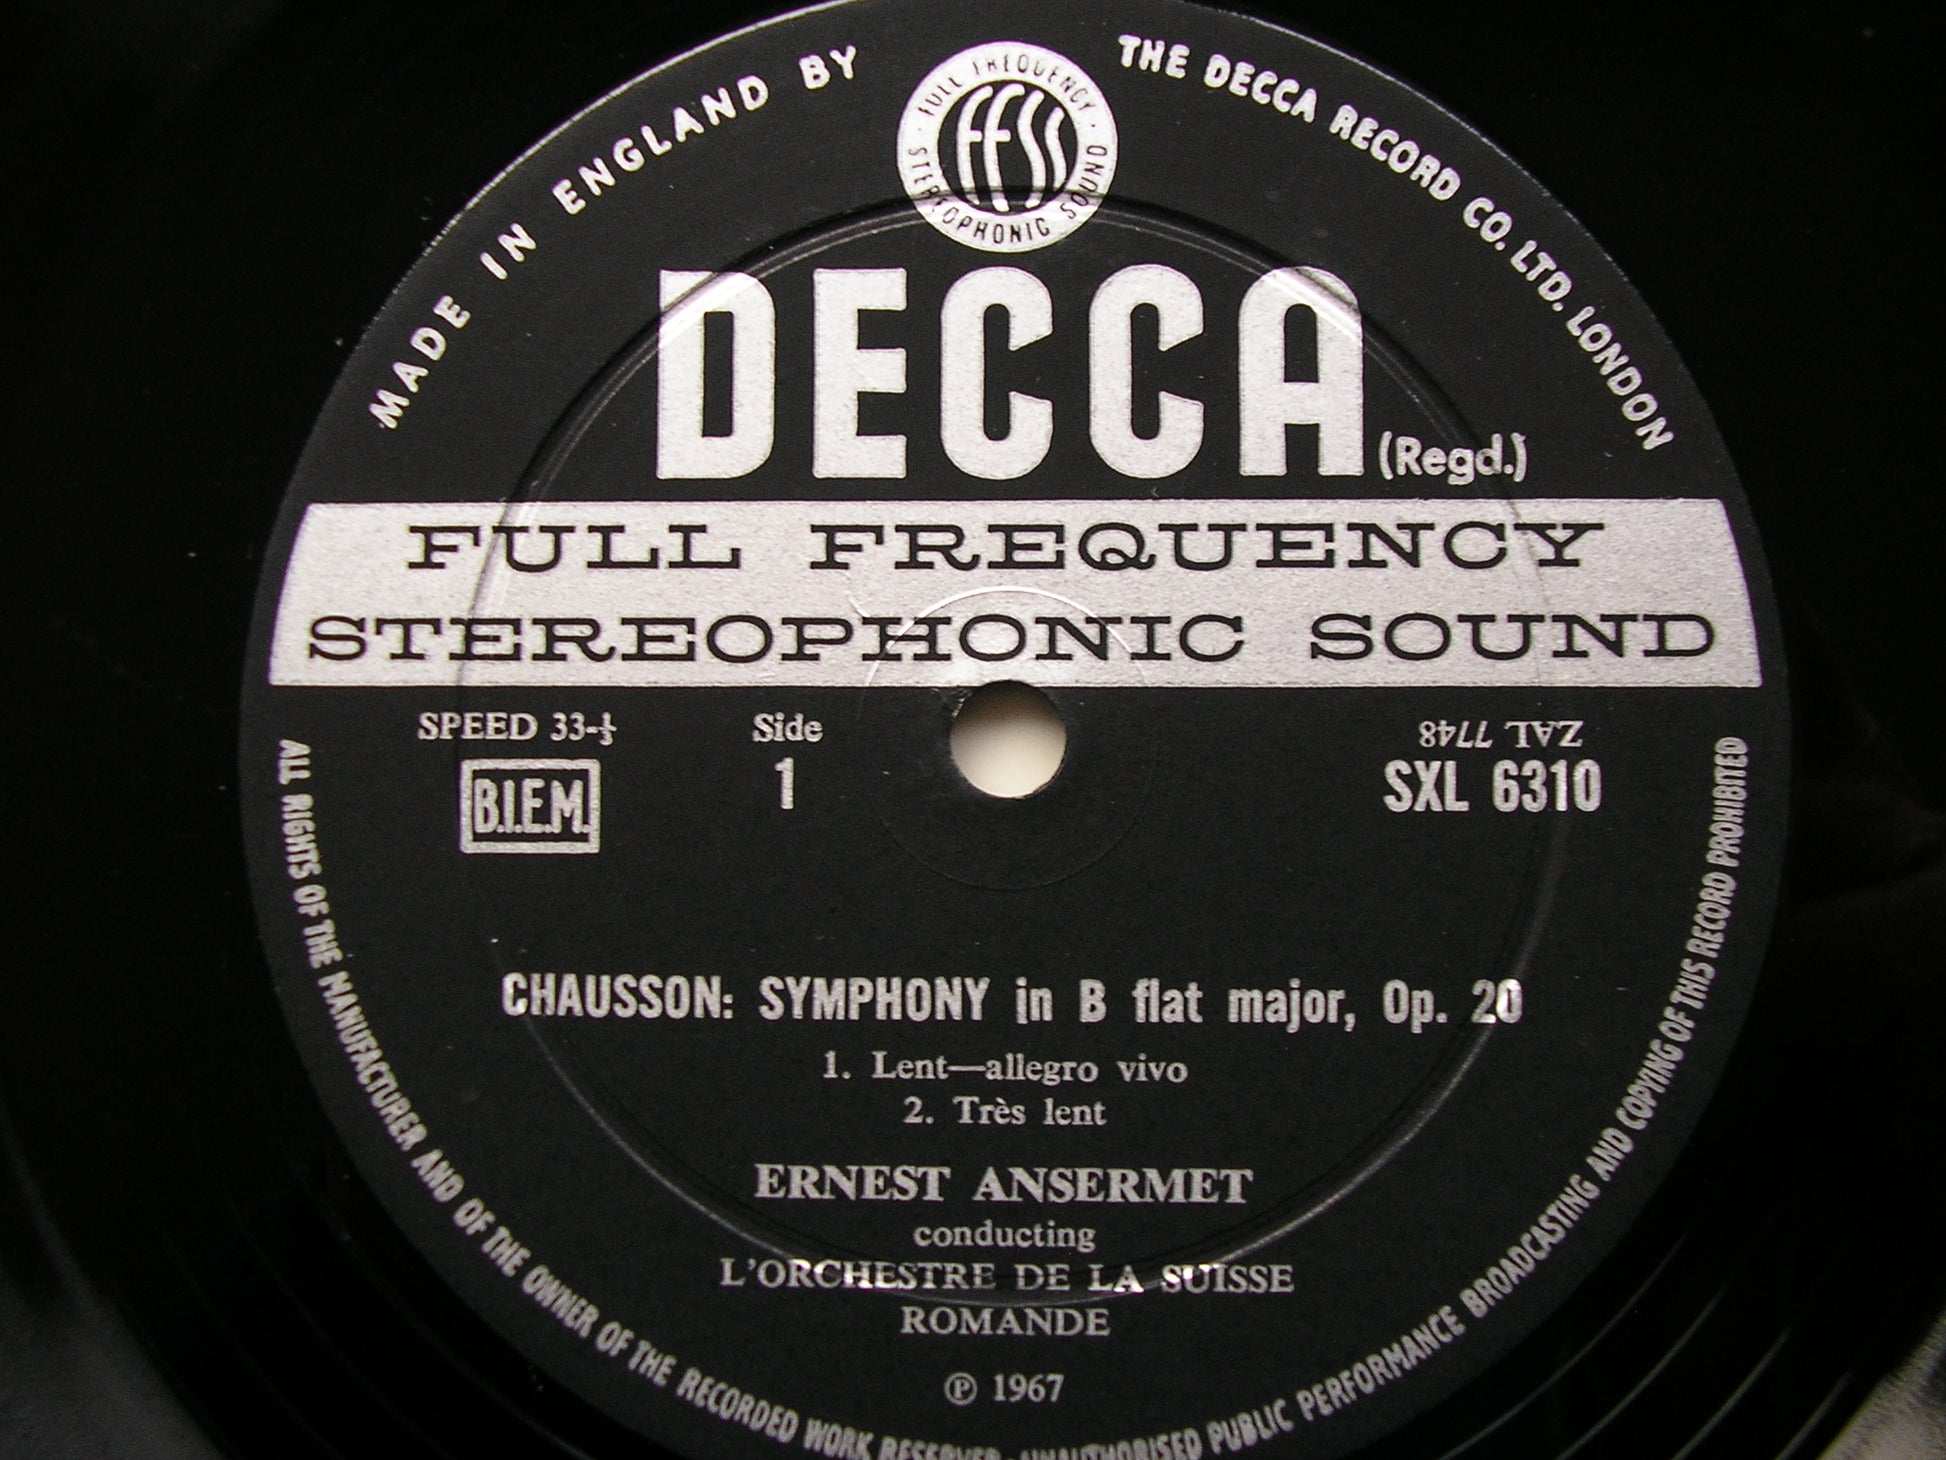 MADE IN ENGLAND BY
THE DECCA RECORD CO. LTD. LONDON
FULL FREQUENCY
FFSS
STEREOPHONIC SOUND
DECCA (Regd.)
FULL FREQUENCY
STEREOPHONIC SOUND
SPEED 33-⅓
Side
ZAL 7748
B.I.E.M.
1
SXL 6310
CHAUSSON: SYMPHONY in B flat major, Op. 20
1. Lent—allegro vivo
2. Très lent
ERNEST ANSERMET
conducting
L'ORCHESTRE DE LA SUISSE
ROMANDE
℗ 1967
ALL RIGHTS OF THE MANUFACTURER AND OF THE OWNER OF THE RECORDED WORK RESERVED · UNAUTHORISED PUBLIC PERFORMANCE BROADCASTING AND COPYING OF THIS RECORD PROHIBITED